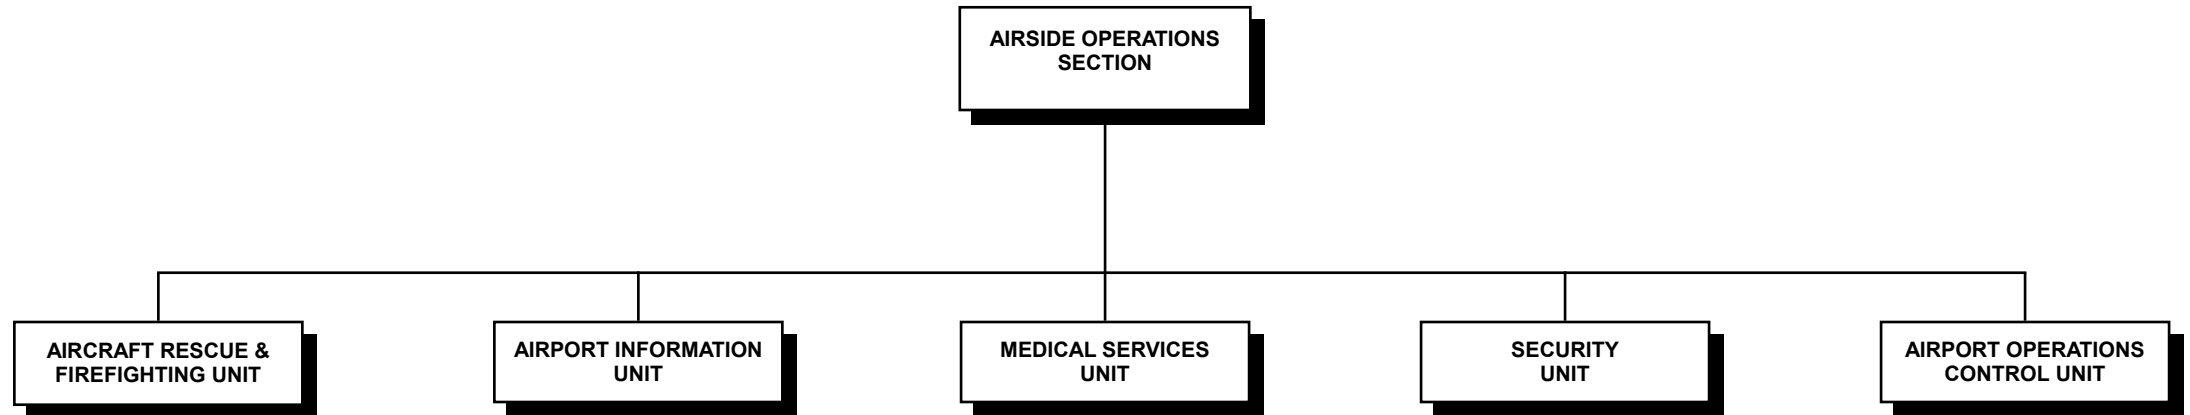 AIRSIDE OPERATIONS
SECTION
AIRCRAFT RESCUE &
FIREFIGHTING UNIT
AIRPORT INFORMATION
UNIT
MEDICAL SERVICES
UNIT
SECURITY
UNIT
AIRPORT OPERATIONS
CONTROL UNIT